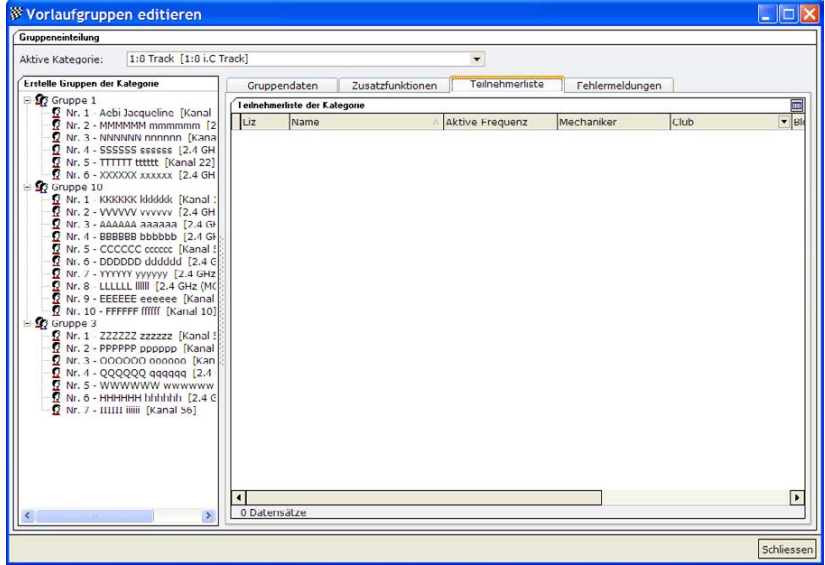 Vorlaufgruppen editieren
Gruppeneinteilung
Aktive Kategorie: 1:8 Track [1:8 i.C Track]
Erstelle Gruppen der Kategorie
Gruppe 1
Nr. 1 - Aebi Jacqueline [Kanal
Nr. 2 - MMMMMM mmmmmm [2
Nr. 3 - NNNNNN nnnnnn [Kana
Nr. 4 - SSSSSS ssssss [2.4 GH
Nr. 5 - TTTTTT tttttt [Kanal 22]
Nr. 6 - XXXXXX xxxxxx [2.4 GH
Gruppe 10
Nr. 1 - KKKKKK kkkkkk [Kanal
Nr. 2 - VVVVVV vvvvvv [2.4 GH
Nr. 3 - AAAAAA aaaaaa [2.4 GH
Nr. 4 - BBBBBB bbbbbb [2.4 GH
Nr. 5 - CCCCCC cccccc [Kanal
Nr. 6 - DDDDDD dddddd [2.4 G
Nr. 7 - YYYYYY yyyyyy [2.4 GHz
Nr. 8 - LLLLLL llllll [2.4 GHz (MC
Nr. 9 - EEEEEE eeeeee [Kanal
Nr. 10 - FFFFFF ffffff [Kanal 10]
Gruppe 3
Nr. 1 - ZZZZZZ zzzzzz [Kanal
Nr. 2 - PPPPPP pppppp [Kanal
Nr. 3 - OOOOOO oooooo [Kan
Nr. 4 - QQQQQQ qqqqqq [2.4
Nr. 5 - WWWWWW wwwwww
Nr. 6 - HHHHHH hhhhhh [2.4 G
Nr. 7 - IIIIII iiiiii [Kanal 56]
Gruppendaten Zusatzfunktionen Teilnehmerliste Fehlermeldungen
Teilnehmerliste der Kategorie
Liz Name Aktive Frequenz Mechaniker Club Ble
0 Datensätze
Schliessen